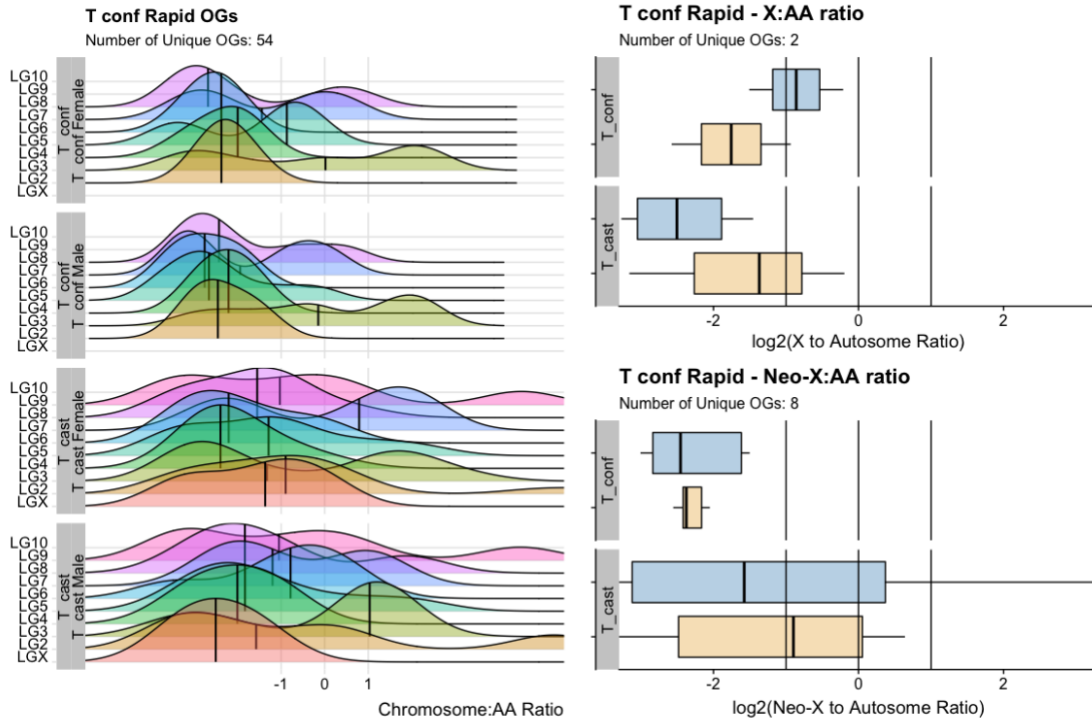 T conf Rapid OGs
Number of Unique OGs: 54
LG10
LG9
LG8
LG7
LG6
LG5
LG4
LG3
LG2
LGX
T conf
T conf Female
LG10
LG9
LG8
LG7
LG6
LG5
LG4
LG3
LG2
LGX
T conf
T conf Male
LG10
LG9
LG8
LG7
LG6
LG5
LG4
LG3
LG2
LGX
T cast
T cast Female
LG10
LG9
LG8
LG7
LG6
LG5
LG4
LG3
LG2
LGX
T cast
T cast Male
-1 0 1
Chromosome:AA Ratio
T conf Rapid - X:AA ratio
Number of Unique OGs: 2
T_conf
T_cast
-2 0 2
log2(X to Autosome Ratio)
T conf Rapid - Neo-X:AA ratio
Number of Unique OGs: 8
T_conf
T_cast
-2 0 2
log2(Neo-X to Autosome Ratio)